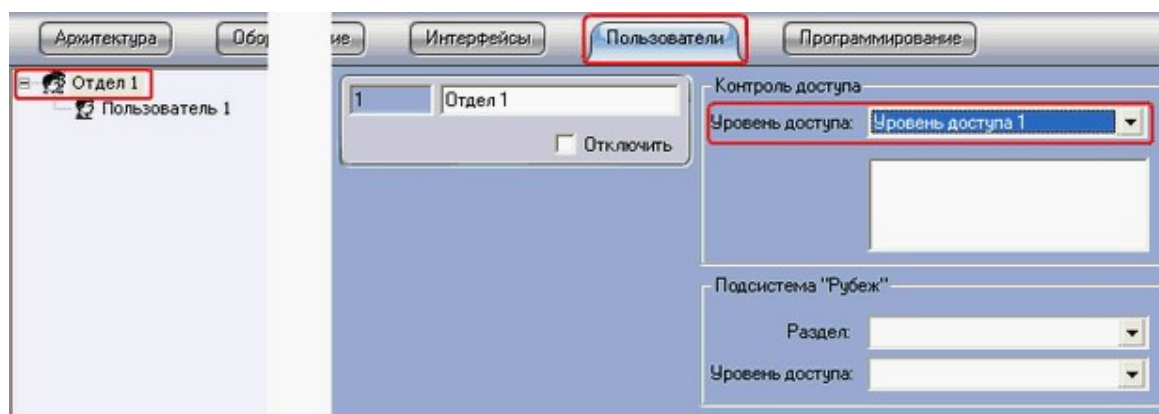 Архитектура Обор ие Интерфейсы Пользователи Программирование
Отдел 1
Пользователь 1
1 Отдел 1
Отключить
Контроль доступа
Уровень доступа: Уровень доступа 1
Подсистема "Рубеж"
Раздел:
Уровень доступа: